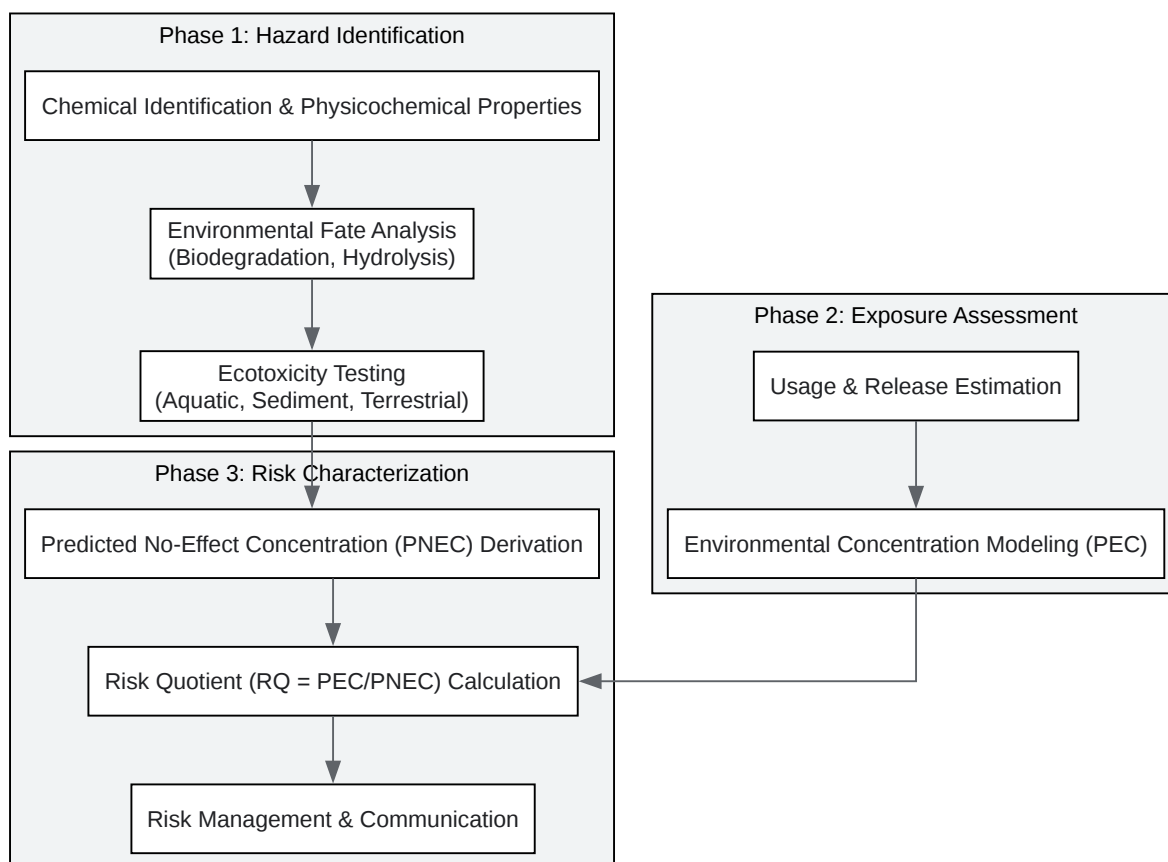 Phase 1: Hazard Identification
Chemical Identification & Physicochemical Properties
Environmental Fate Analysis
(Biodegradation, Hydrolysis)
Ecotoxicity Testing
(Aquatic, Sediment, Terrestrial)
Phase 2: Exposure Assessment
Usage & Release Estimation
Environmental Concentration Modeling (PEC)
Phase 3: Risk Characterization
Predicted No-Effect Concentration (PNEC) Derivation
Risk Quotient (RQ = PEC/PNEC) Calculation
Risk Management & Communication